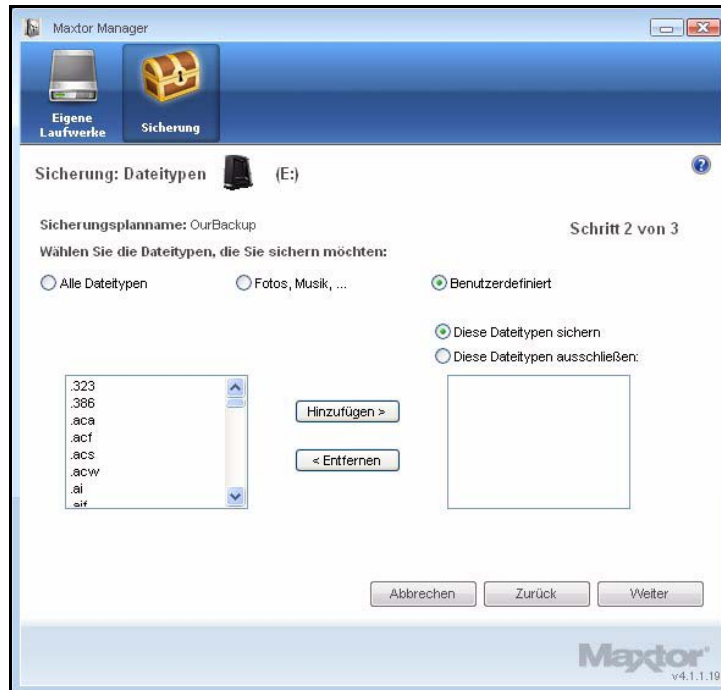 Maxtor Manager
Eigene
Laufwerke
Sicherung
Sicherung: Dateitypen (E:)
Sicherungsplanname: OurBackup
Schritt 2 von 3
Wählen Sie die Dateitypen, die Sie sichern möchten:
Alle Dateitypen
Fotos, Musik, ...
Benutzerdefiniert
Diese Dateitypen sichern
Diese Dateitypen ausschließen:
.323
.386
.aca
.acf
.acs
.acw
.ai
.aif
Hinzufügen >
< Entfernen
Abbrechen
Zurück
Weiter
Maxtor
v4.1.1.19